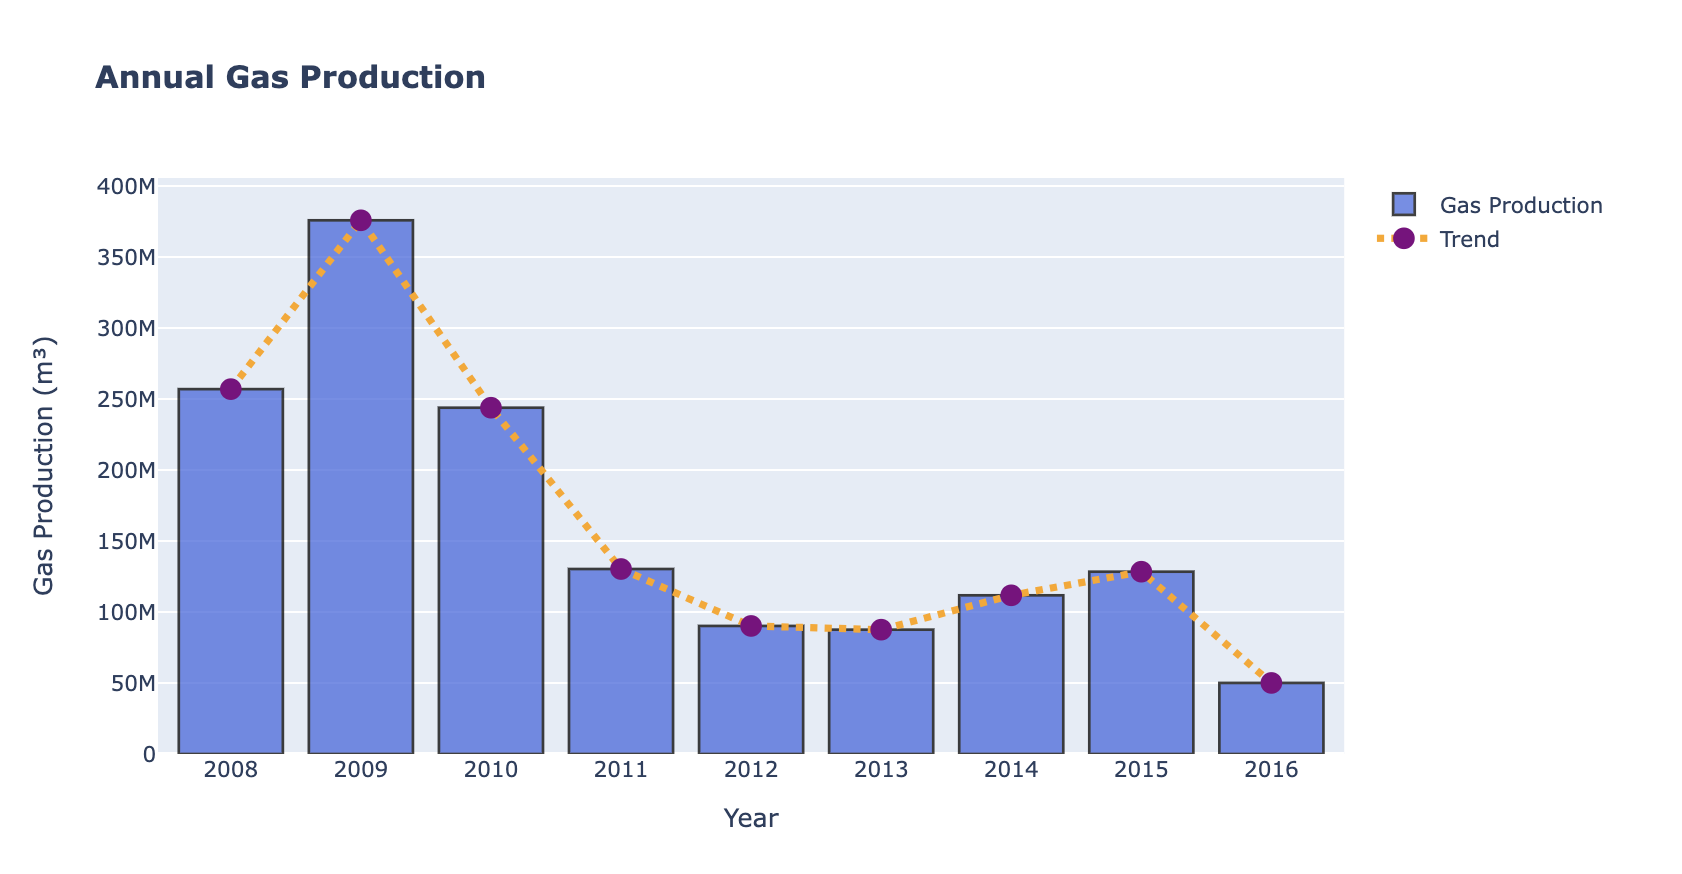 Annual Gas Production
400M
350M
300M
250M
200M
150M
100M
50M
0
Gas Production (m³)
2008 2009 2010 2011 2012 2013 2014 2015 2016
Year
Gas Production
Trend